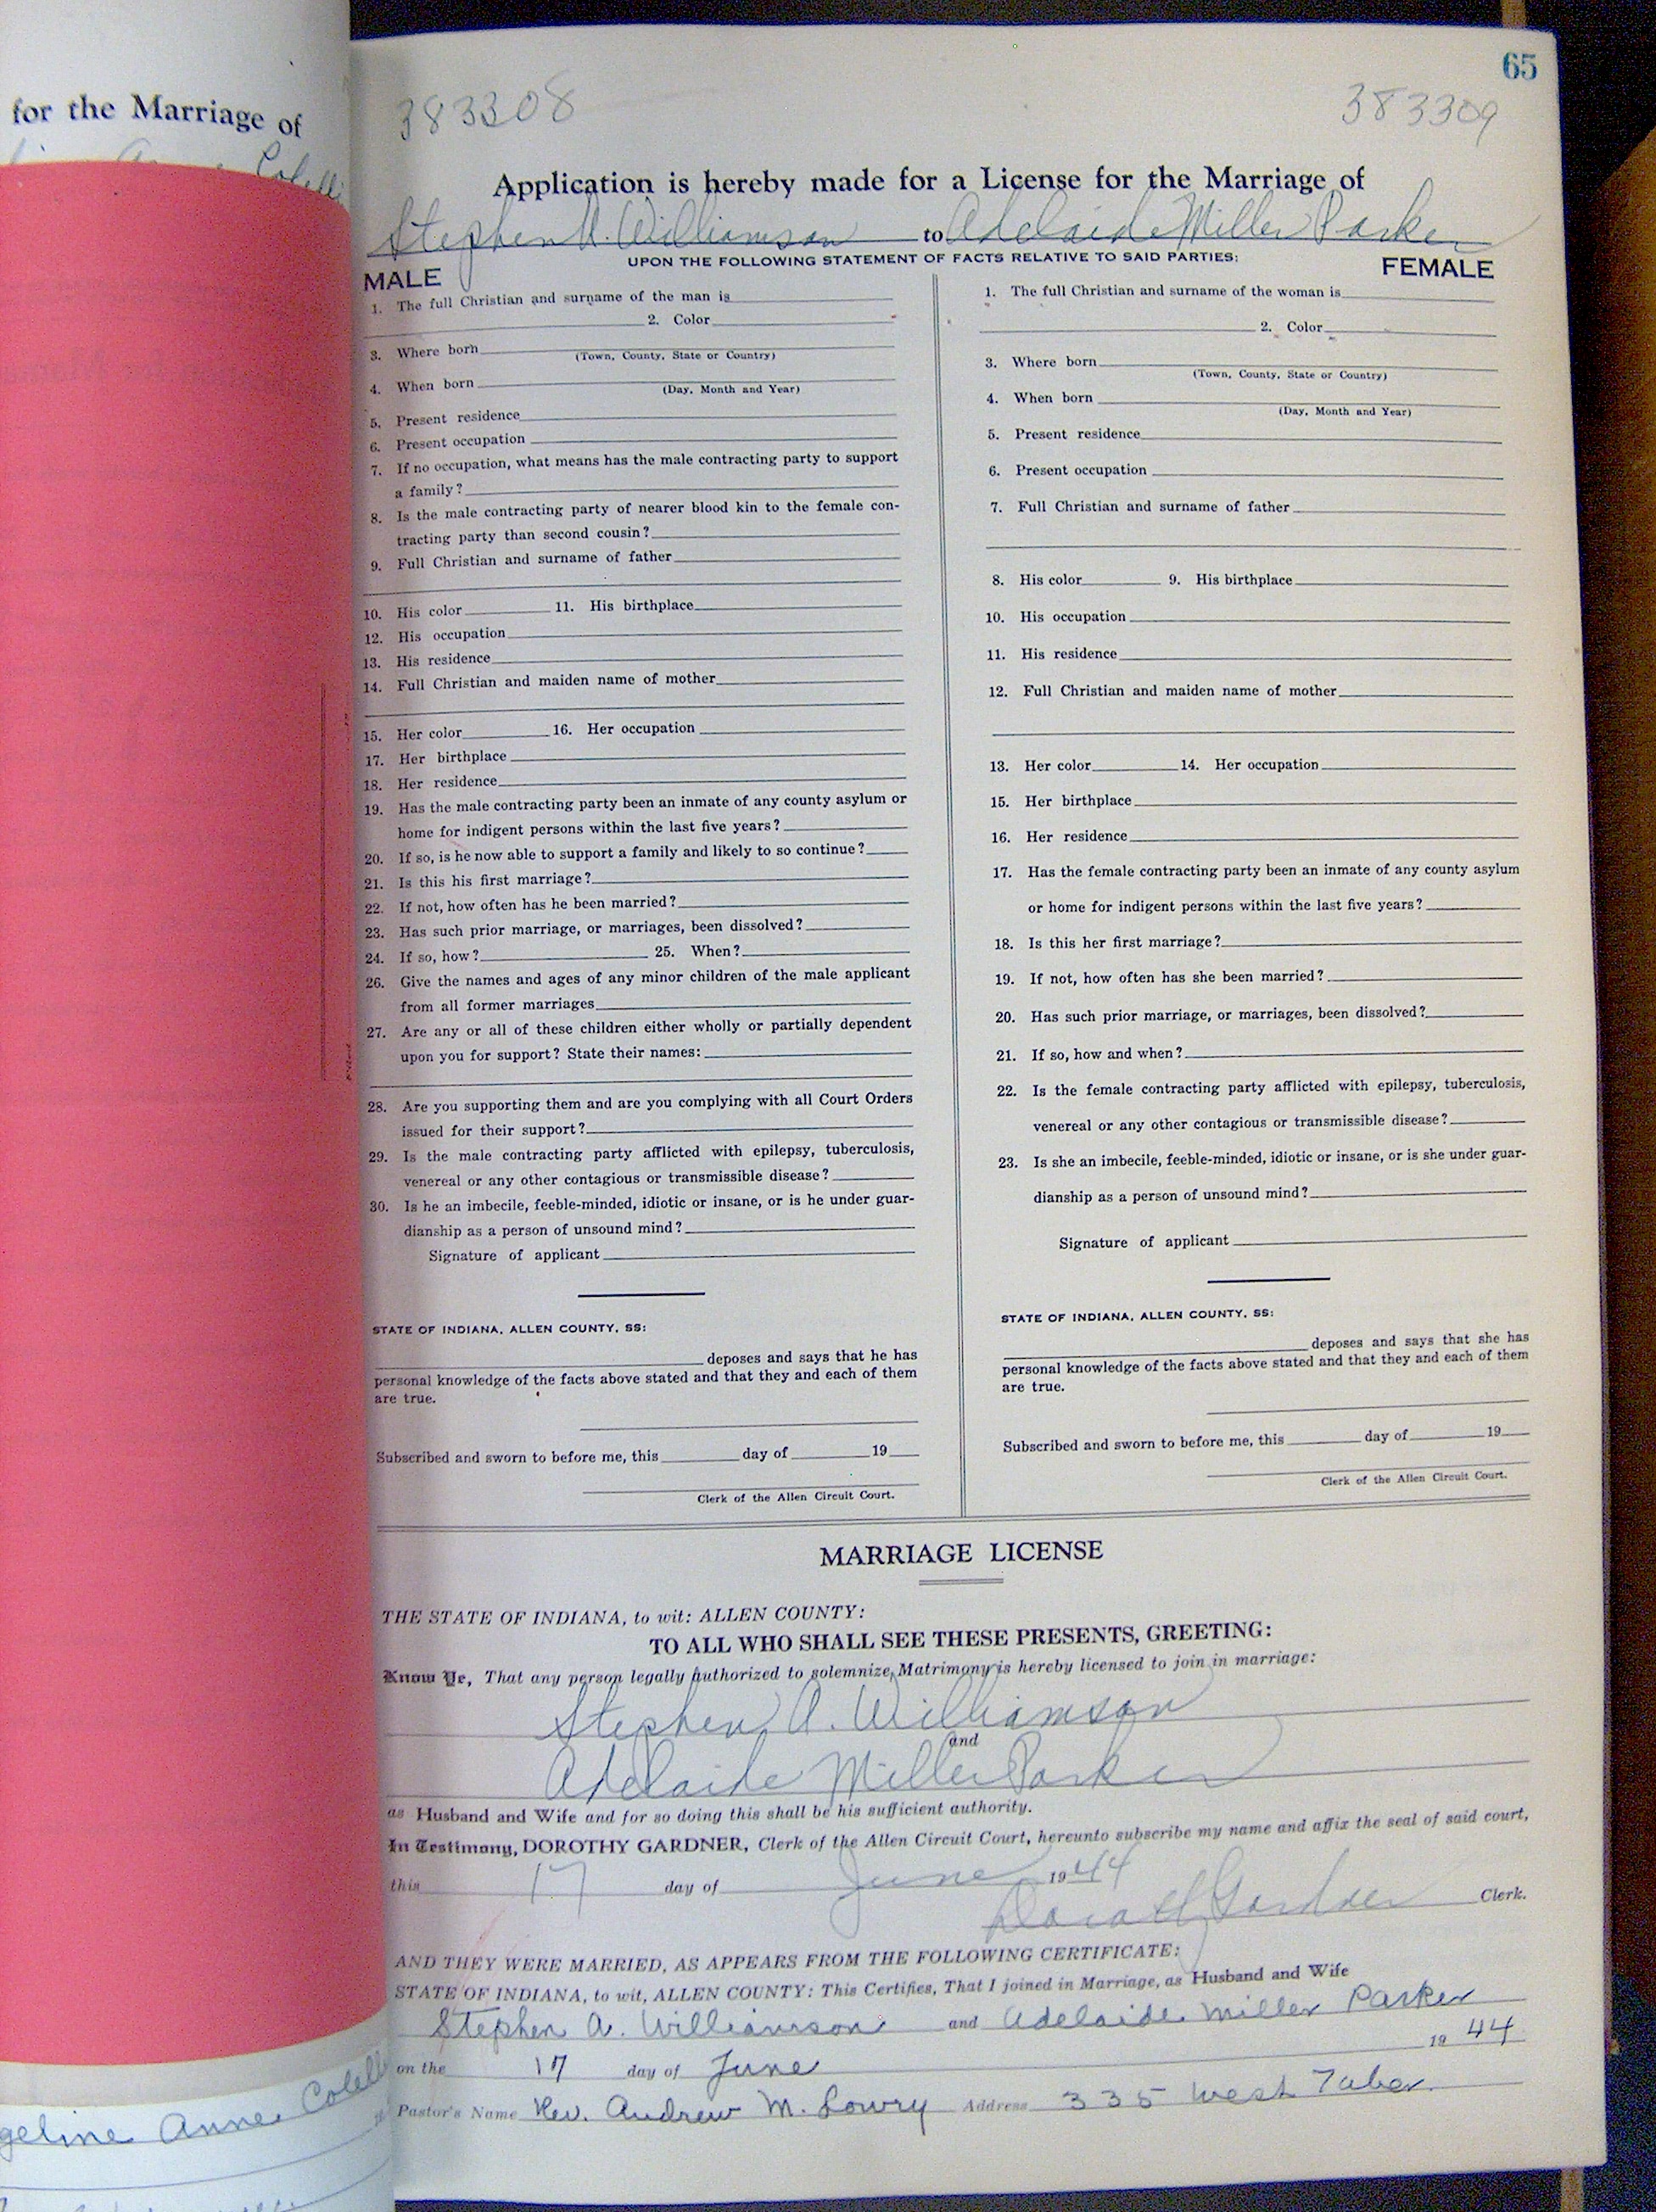 for the Marriage of
Colelli
geline Anne Colelli
65
383308 383309
Application is hereby made for a License for the Marriage of
Stephen A. Williamson to Adelaide Miller Parker
UPON THE FOLLOWING STATEMENT OF FACTS RELATIVE TO SAID PARTIES:
MALE
1. The full Christian and surname of the man is
2. Color
3. Where born
(Town, County, State or Country)
4. When born
(Day, Month and Year)
5. Present residence
6. Present occupation
7. If no occupation, what means has the male contracting party to support
a family?
8. Is the male contracting party of nearer blood kin to the female con-
tracting party than second cousin?
9. Full Christian and surname of father
10. His color 11. His birthplace
12. His occupation
13. His residence
14. Full Christian and maiden name of mother
15. Her color 16. Her occupation
17. Her birthplace
18. Her residence
19. Has the male contracting party been an inmate of any county asylum or
home for indigent persons within the last five years?
20. If so, is he now able to support a family and likely to so continue?
21. Is this his first marriage?
22. If not, how often has he been married?
23. Has such prior marriage, or marriages, been dissolved?
24. If so, how? 25. When?
26. Give the names and ages of any minor children of the male applicant
from all former marriages
27. Are any or all of these children either wholly or partially dependent
upon you for support? State their names:
28. Are you supporting them and are you complying with all Court Orders
issued for their support?
29. Is the male contracting party afflicted with epilepsy, tuberculosis,
venereal or any other contagious or transmissible disease?
30. Is he an imbecile, feeble-minded, idiotic or insane, or is he under guar-
dianship as a person of unsound mind?
Signature of applicant
STATE OF INDIANA, ALLEN COUNTY, SS:
deposes and says that he has
personal knowledge of the facts above stated and that they and each of them
are true.
Subscribed and sworn to before me, this day of 19
Clerk of the Allen Circuit Court.
FEMALE
1. The full Christian and surname of the woman is
2. Color
3. Where born
(Town, County, State or Country)
4. When born
(Day, Month and Year)
5. Present residence
6. Present occupation
7. Full Christian and surname of father
8. His color 9. His birthplace
10. His occupation
11. His residence
12. Full Christian and maiden name of mother
13. Her color 14. Her occupation
15. Her birthplace
16. Her residence
17. Has the female contracting party been an inmate of any county asylum
or home for indigent persons within the last five years?
18. Is this her first marriage?
19. If not, how often has she been married?
20. Has such prior marriage, or marriages, been dissolved?
21. If so, how and when?
22. Is the female contracting party afflicted with epilepsy, tuberculosis,
venereal or any other contagious or transmissible disease?
23. Is she an imbecile, feeble-minded, idiotic or insane, or is she under guar-
dianship as a person of unsound mind?
Signature of applicant
STATE OF INDIANA, ALLEN COUNTY, SS:
deposes and says that she has
personal knowledge of the facts above stated and that they and each of them
are true.
Subscribed and sworn to before me, this day of 19
Clerk of the Allen Circuit Court.
MARRIAGE LICENSE
THE STATE OF INDIANA, to wit: ALLEN COUNTY:
TO ALL WHO SHALL SEE THESE PRESENTS, GREETING:
Know Ye, That any person legally authorized to solemnize Matrimony is hereby licensed to join in marriage:
Stephen A. Williamson
and
Adelaide Miller Parker
as Husband and Wife and for so doing this shall be his sufficient authority.
In Testimony, DOROTHY GARDNER, Clerk of the Allen Circuit Court, hereunto subscribe my name and affix the seal of said court,
this 17 day of June 1944
Dorothy Gardner Clerk.
AND THEY WERE MARRIED, AS APPEARS FROM THE FOLLOWING CERTIFICATE:
STATE OF INDIANA, to wit, ALLEN COUNTY: This Certifies, That I joined in Marriage, as Husband and Wife
Stephen A. Williamson and Adelaide Miller Parker
on the 17 day of June 19 44
Pastor's Name Rev. Andrew M. Lowry Address 335 West Taber.